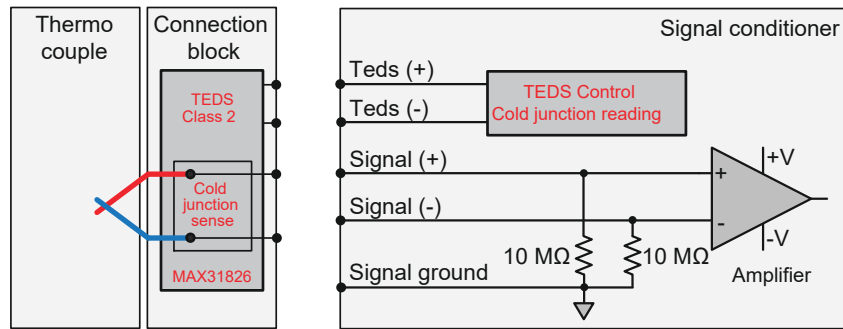 Thermo
couple
Connection
block
TEDS
Class 2
Cold
junction
sense
MAX31826
Signal conditioner
Teds (+)
Teds (-)
TEDS Control
Cold junction reading
Signal (+)
Signal (-)
Signal ground
10 MΩ
10 MΩ
+
-
+V
-V
Amplifier